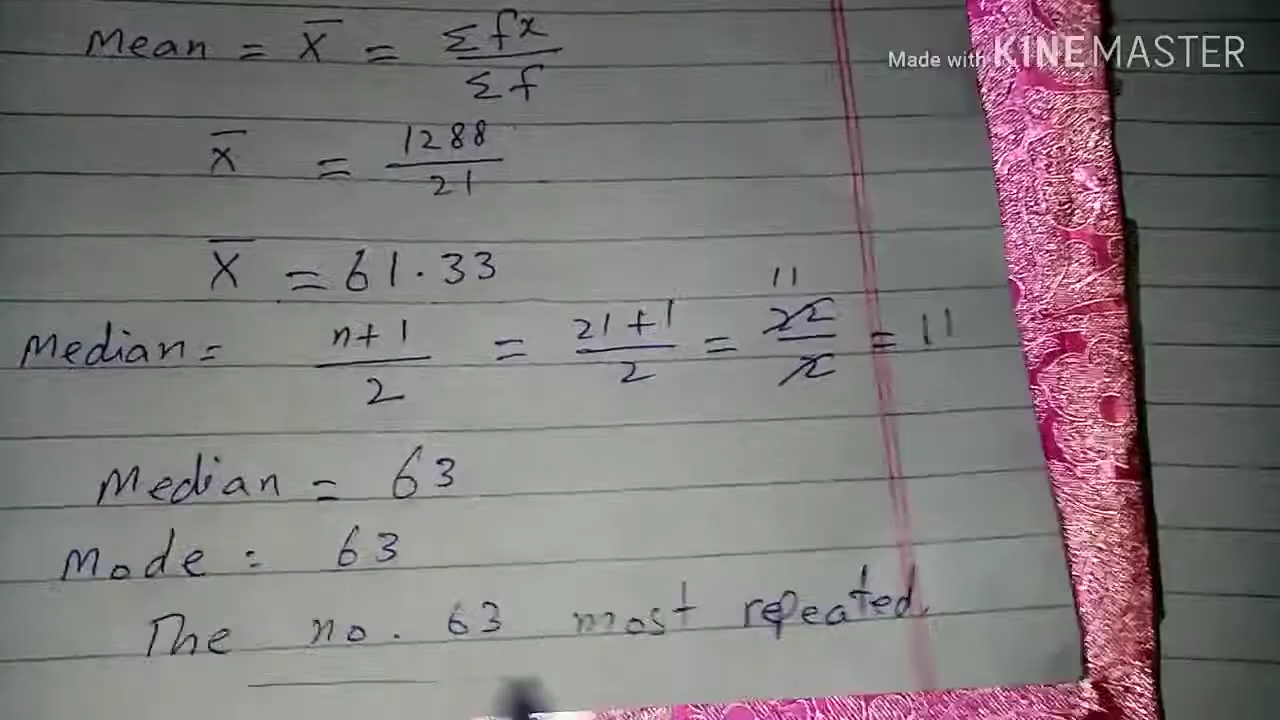 Made with KINEMASTER
Mean = X̅ = Σfx / Σf
x̅ = 1288 / 21
X̅ = 61.33
Median = n+1 / 2 = 21+1 / 2 = 22 / 2 = 11
11
Median = 63
Mode : 63
The no. 63 most repeated.